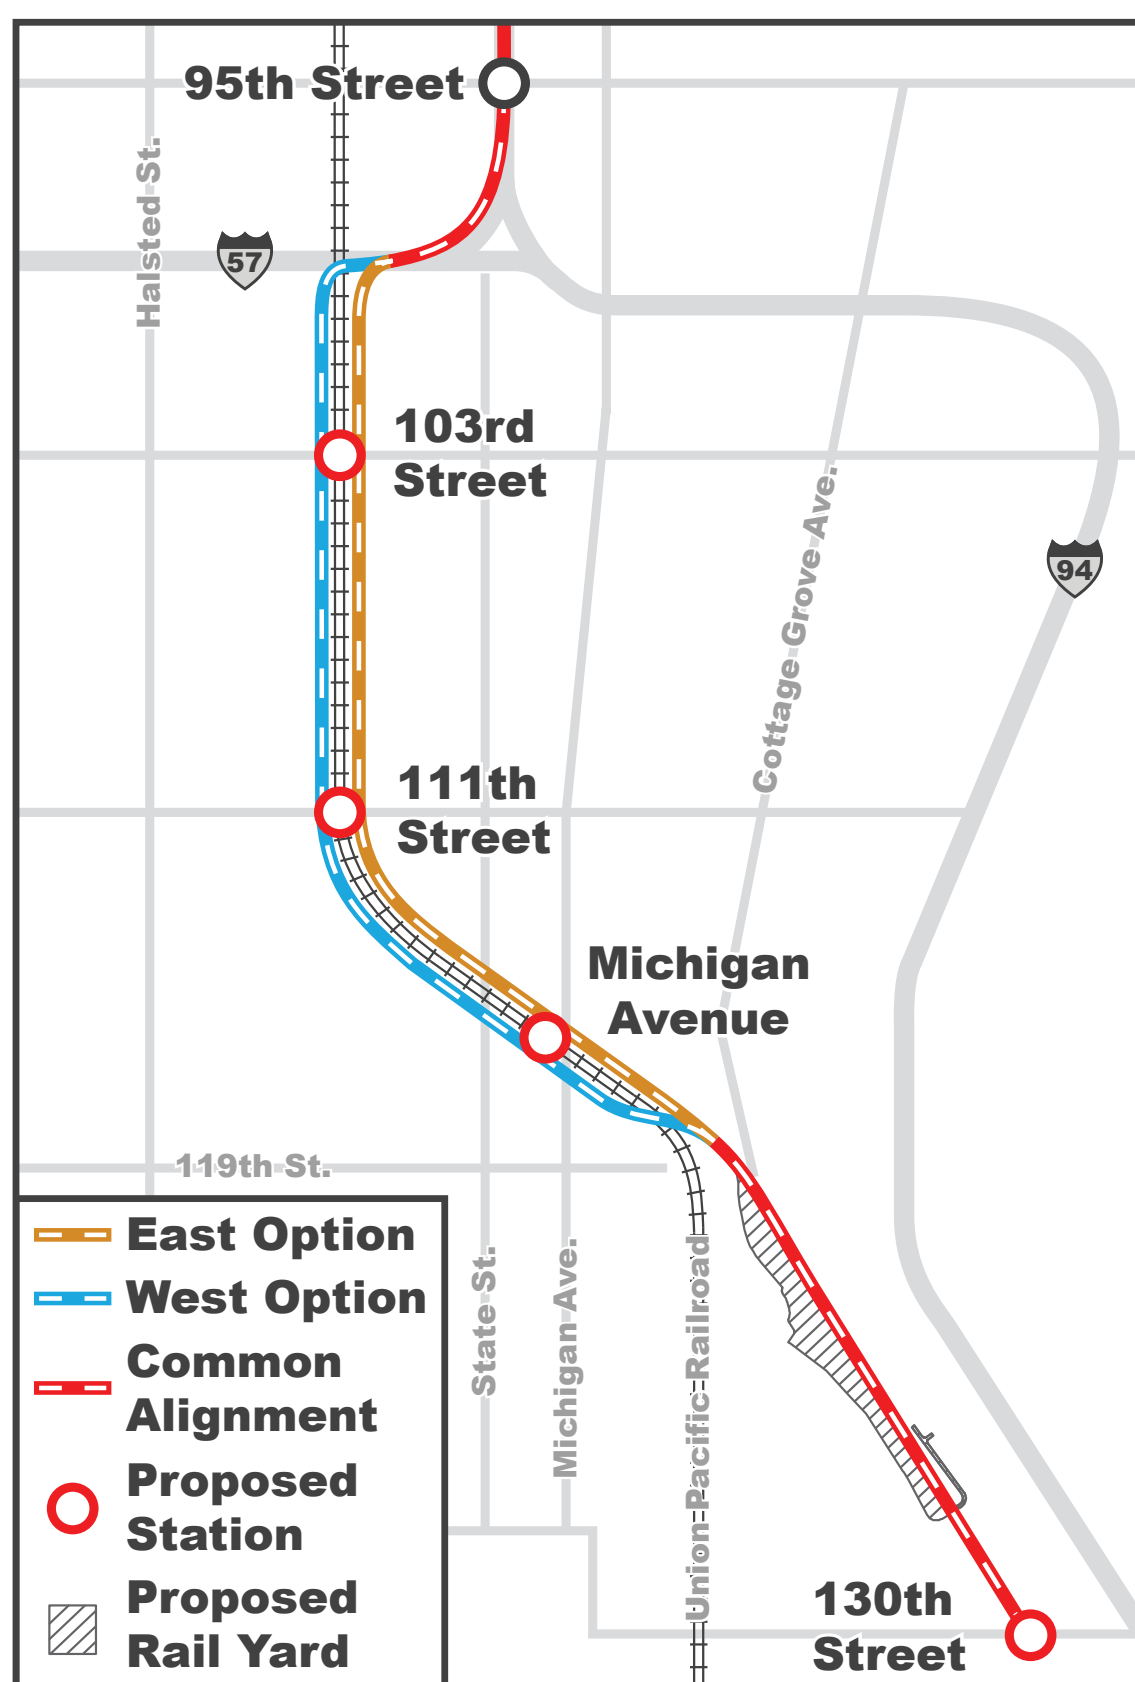 95th Street
Halsted St.
57
103rd
Street
94
Cottage Grove Ave.
111th
Street
Michigan
Avenue
119th St.
State St.
Michigan Ave.
Union Pacific Railroad
130th
Street
East Option
West Option
Common
Alignment
Proposed
Station
Proposed
Rail Yard